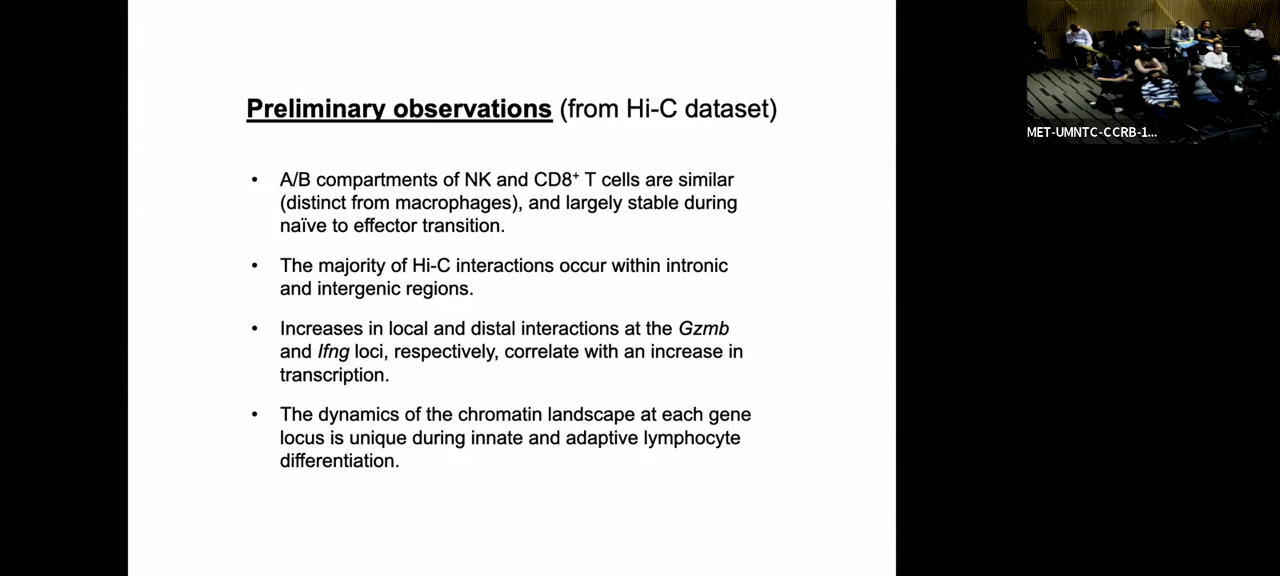 Preliminary observations (from Hi-C dataset)
• A/B compartments of NK and CD8⁺ T cells are similar
(distinct from macrophages), and largely stable during
naïve to effector transition.
• The majority of Hi-C interactions occur within intronic
and intergenic regions.
• Increases in local and distal interactions at the Gzmb
and Ifng loci, respectively, correlate with an increase in
transcription.
• The dynamics of the chromatin landscape at each gene
locus is unique during innate and adaptive lymphocyte
differentiation.
MET-UMNTC-CCRB-1...